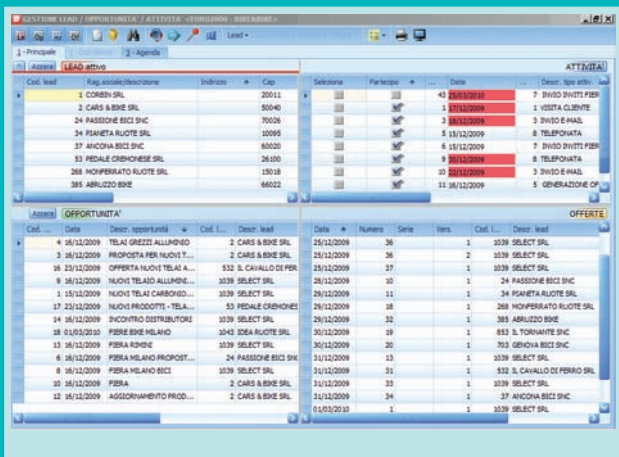 GESTIONE LEAD / OPPORTUNITA' / ATTIVITA'
Le Op At Of
Lead
1 - Principale 3 - Agenda
Azzera LEAD attivo
Cod. lead Rag. sociale/descrizione Indirizzo Cap
1 CORBIN SRL 20011
2 CARS & BIKE SRL 50040
24 PASSIONE BICI SNC 70026
34 PIANETA RUOTE SRL 10095
37 ANCONA BICI SNC 60020
53 PEDALE CREMONESE SRL 26100
268 MONFERRATO RUOTE SRL 15018
385 ABRUZZO BIKE 66022
ATTIVITA'
Seleziona Partecipo ... Data ... Descr. tipo attiv.
43 25/03/2010 7 INVIO INVITI FIER
1 17/12/2009 1 VISITA CLIENTE
3 18/12/2009 3 INVIO E-MAIL
5 15/12/2009 8 TELEFONATA
6 15/12/2009 7 INVIO INVITI FIER
9 30/12/2009 8 TELEFONATA
10 22/12/2009 3 INVIO E-MAIL
11 16/12/2009 5 GENERAZIONE OF
Azzera OPPORTUNITA'
Cod. ... Data Descr. opportunità Cod. l... Descr. lead
4 16/12/2009 TELAI GREZZI ALLUMINIO 2 CARS & BIKE SRL
3 16/12/2009 PROPOSTA PER NUOVI T... 2 CARS & BIKE SRL
16 23/12/2009 OFFERTA NUOVI TELAI A... 532 IL CAVALLO DI FER
9 16/12/2009 NUOVI TELAIO ALLUMINI... 1039 SELECT SRL
1 15/12/2009 NUOVI TELAI CARBONIO... 1039 SELECT SRL
17 23/12/2009 NUOVI PRODOTTI - TELA... 53 PEDALE CREMONES
14 16/12/2009 INCONTRO DISTRIBUTORI 1039 SELECT SRL
18 01/03/2010 FIERE BIKE MILANO 1043 IDEA RUOTE SRL
13 16/12/2009 FIERA RIMINI 1039 SELECT SRL
6 16/12/2009 FIERA MILANO PROPOST... 24 PASSIONE BICI SNC
8 16/12/2009 FIERA MILANO BICI 1039 SELECT SRL
10 16/12/2009 FIERA 2 CARS & BIKE SRL
12 16/12/2009 AGGIORNAMENTO PROD... 2 CARS & BIKE SRL
OFFERTE
Data Numero Serie Vers. Cod. l... Descr. lead
25/12/2009 36 1 1039 SELECT SRL
25/12/2009 36 2 1039 SELECT SRL
25/12/2009 37 1 1039 SELECT SRL
28/12/2009 10 1 24 PASSIONE BICI SNC
29/12/2009 11 1 34 PIANETA RUOTE SRL
29/12/2009 18 1 268 MONFERRATO RUOTE SRL
29/12/2009 32 1 385 ABRUZZO BIKE
30/12/2009 19 1 653 IL TORNANTE SNC
30/12/2009 20 1 703 GENOVA BICI SNC
31/12/2009 13 1 1039 SELECT SRL
31/12/2009 31 1 532 IL CAVALLO DI FERRO SRL
31/12/2009 33 1 1039 SELECT SRL
31/12/2009 34 1 37 ANCONA BICI SNC
01/03/2010 1 1 1039 SELECT SRL